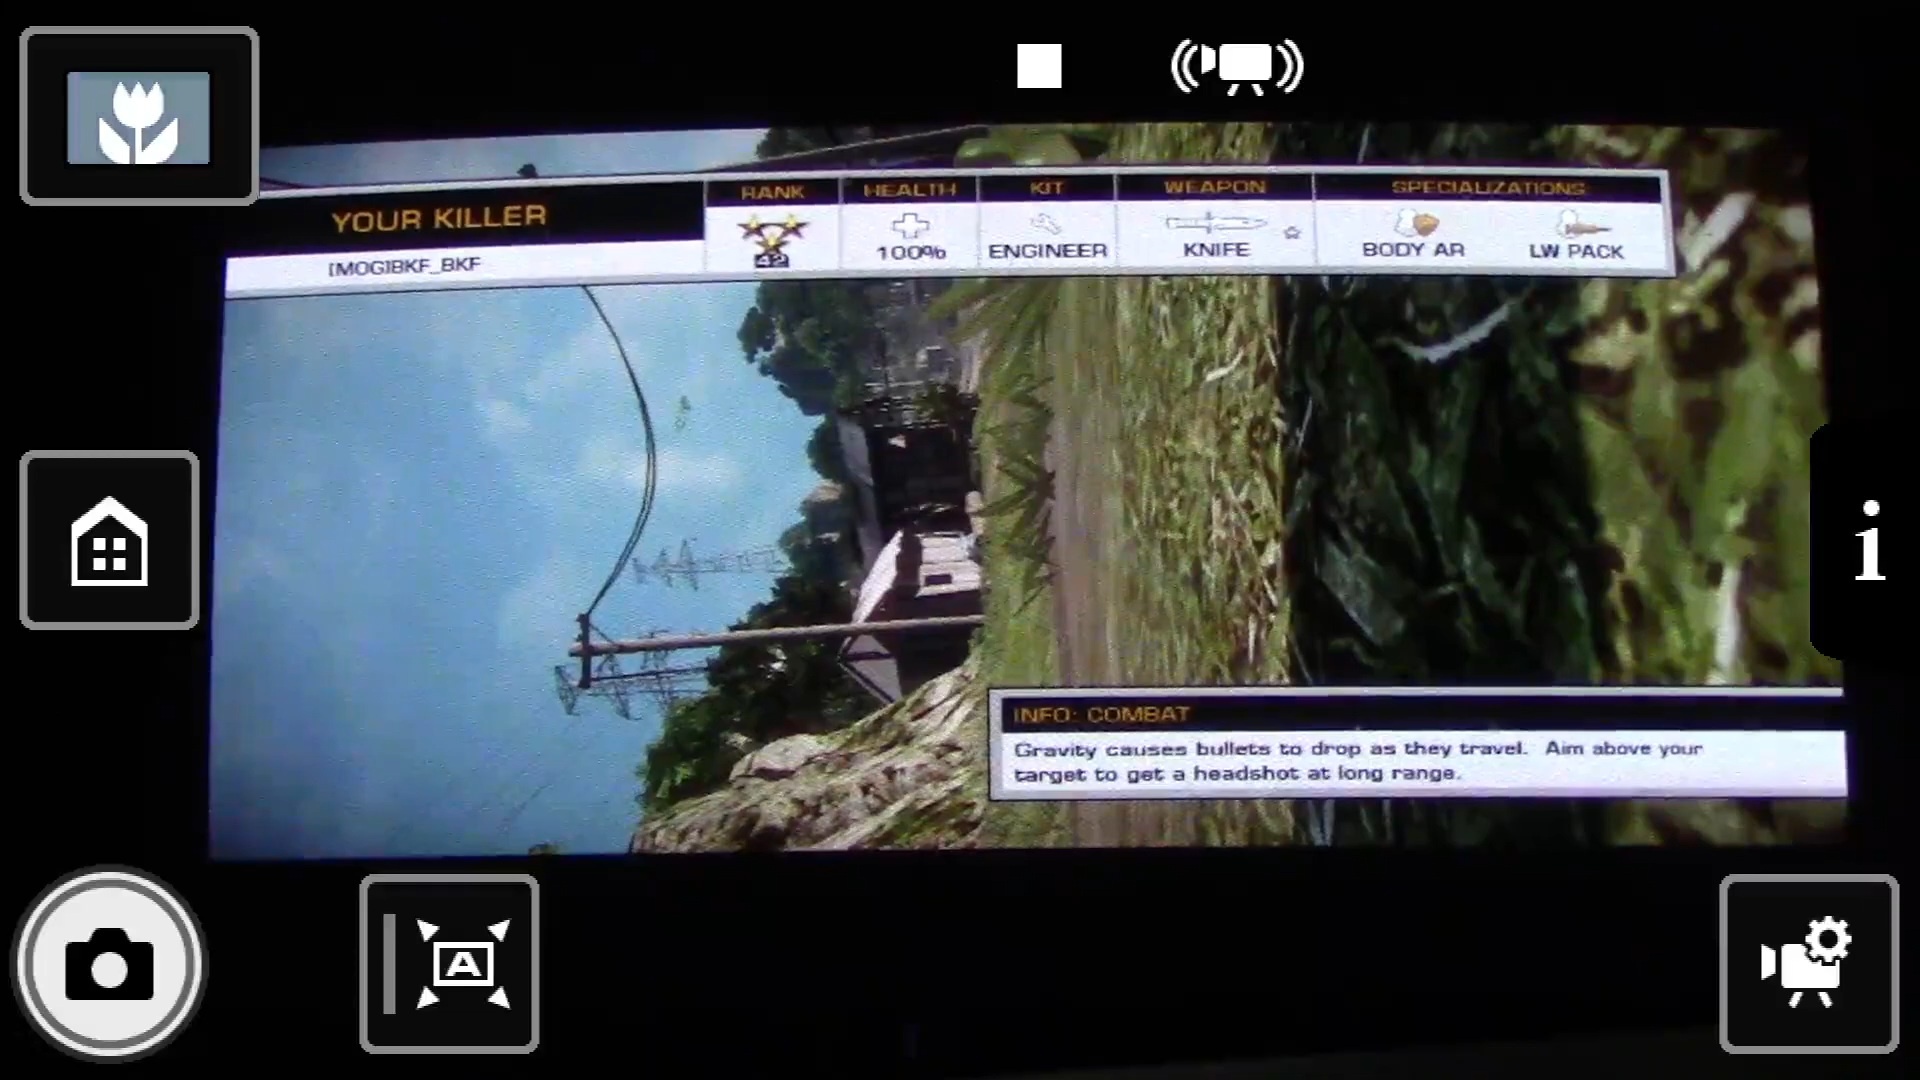 YOUR KILLER
RANK
HEALTH
KIT
WEAPON
SPECIALIZATIONS
[MOG]BKF_BKF
42
100%
ENGINEER
KNIFE
BODY AR
LW PACK
INFO: COMBAT
Gravity causes bullets to drop as they travel. Aim above your
target to get a headshot at long range.
A
i